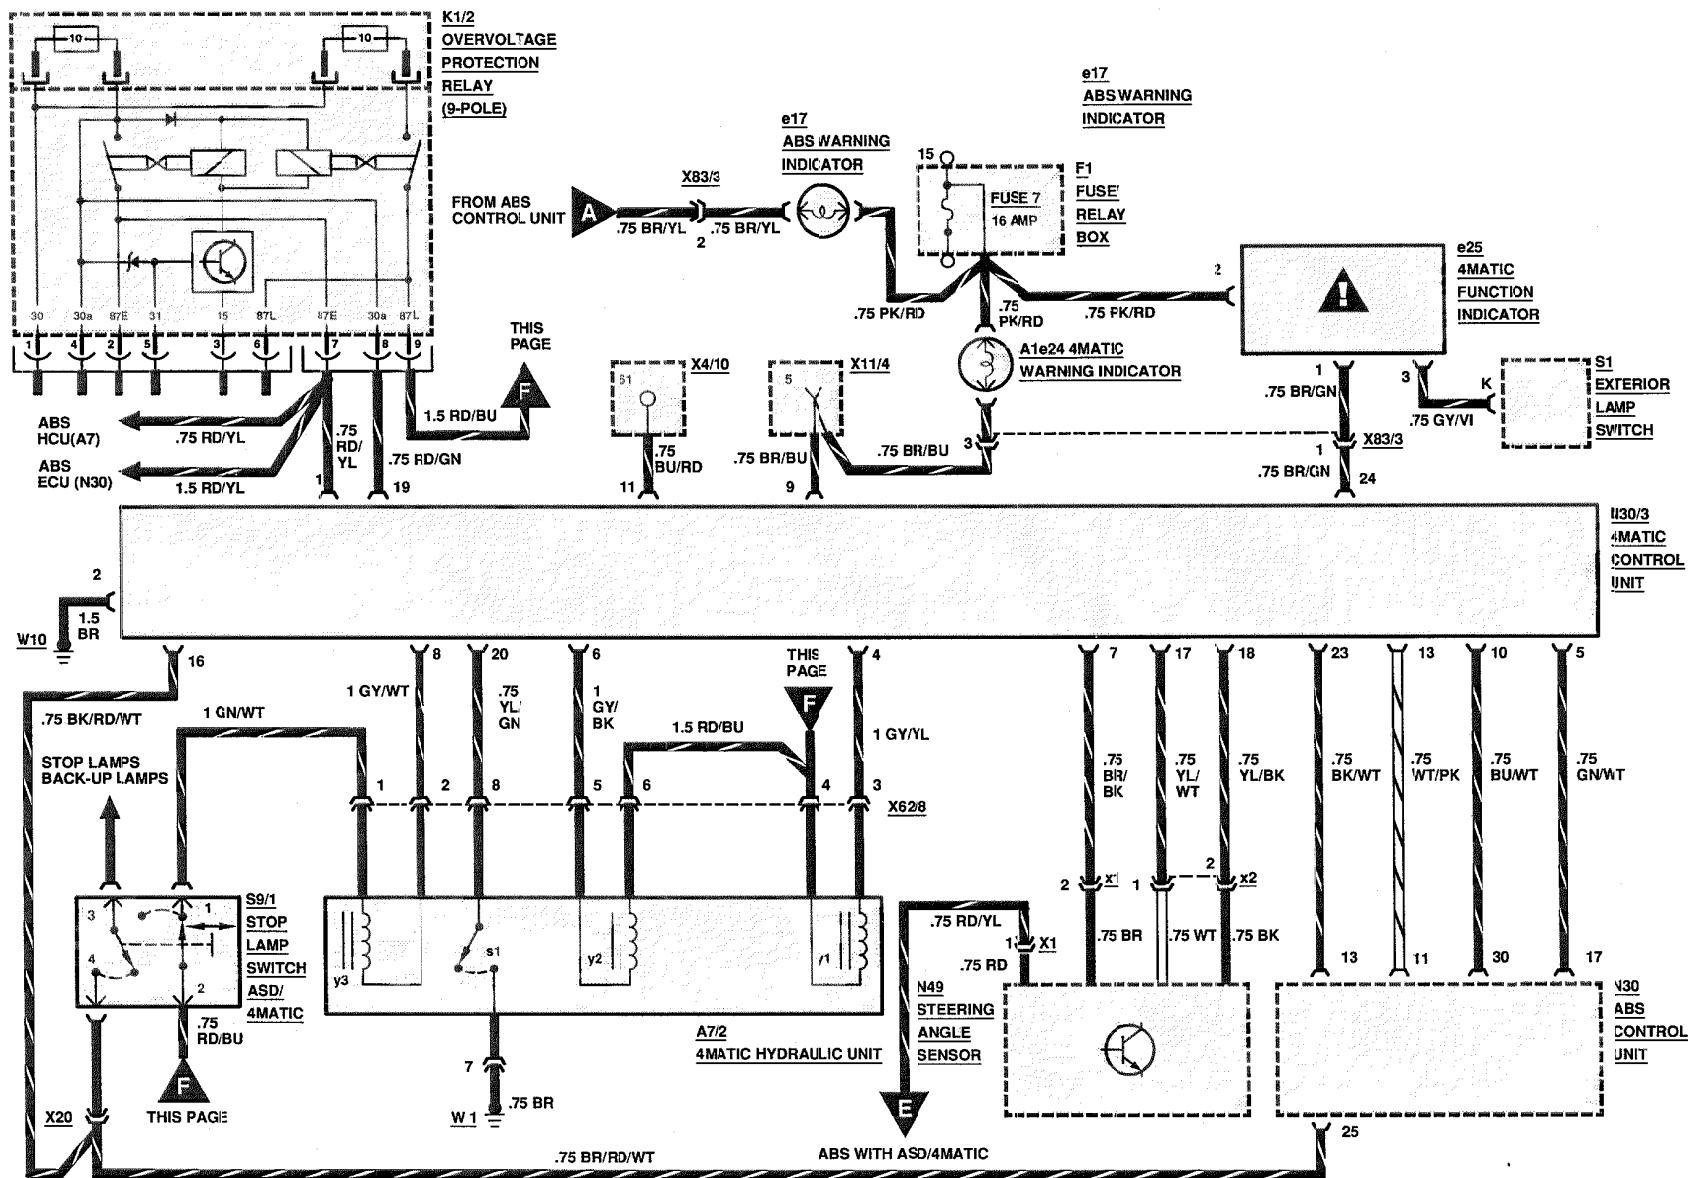 K1/2
OVERVOLTAGE
PROTECTION
RELAY
(9-POLE)
10
10
30
30a
87E
31
15
87L
87E
30a
87L
1
4
2
5
3
6
7
8
9
ABS
HCU(A7)
.75 RD/YL
ABS
ECU (N30)
1.5 RD/YL
.75
RD/
YL
1
.75 RD/GN
19
1.5 RD/BU
THIS
PAGE
F
FROM ABS
CONTROL UNIT
A
.75 BR/YL
X83/3
2
.75 BR/YL
e17
ABS WARNING
INDICATOR
e17
ABS WARNING
INDICATOR
15
FUSE 7
16 AMP
F1
FUSE/
RELAY
BOX
.75 PK/RD
.75
PK/RD
.75 PK/RD
2
e25
4MATIC
FUNCTION
INDICATOR
!
A1e24 4MATIC
WARNING INDICATOR
X4/10
.75
BU/RD
11
X11/4
5
.75 BR/BU
9
.75 BR/BU
3
1
.75 BR/GN
1
X83/3
.75 BR/GN
24
3
K
.75 GY/VI
S1
EXTERIOR
LAMP
SWITCH
N30/3
4MATIC
CONTROL
UNIT
2
1.5
BR
W10
16
8
20
6
4
7
17
18
23
13
10
5
.75 BK/RD/WT
1 GN/WT
1 GY/WT
.75
YL/
GN
1
GY/
BK
1.5 RD/BU
THIS
PAGE
F
1 GY/YL
.75
BR/
BK
.75
YL/
WT
.75
YL/BK
.75
BK/WT
.75
WT/PK
.75
BU/WT
.75
GN/WT
STOP LAMPS
BACK-UP LAMPS
1
2
8
5
6
4
3
X62/8
3
1
4
2
S9/1
STOP
LAMP
SWITCH
ASD/
4MATIC
.75
RD/BU
F
THIS PAGE
X20
y3
s1
y2
y1
A7/2
4MATIC HYDRAULIC UNIT
7
W 1
.75 BR
2
1
2
x2
.75 BR
.75 WT
.75 BK
.75 RD/YL
1
X1
.75 RD
N49
STEERING
ANGLE
SENSOR
E
ABS WITH ASD/4MATIC
13
11
30
17
N30
ABS
CONTROL
UNIT
25
.75 BR/RD/WT